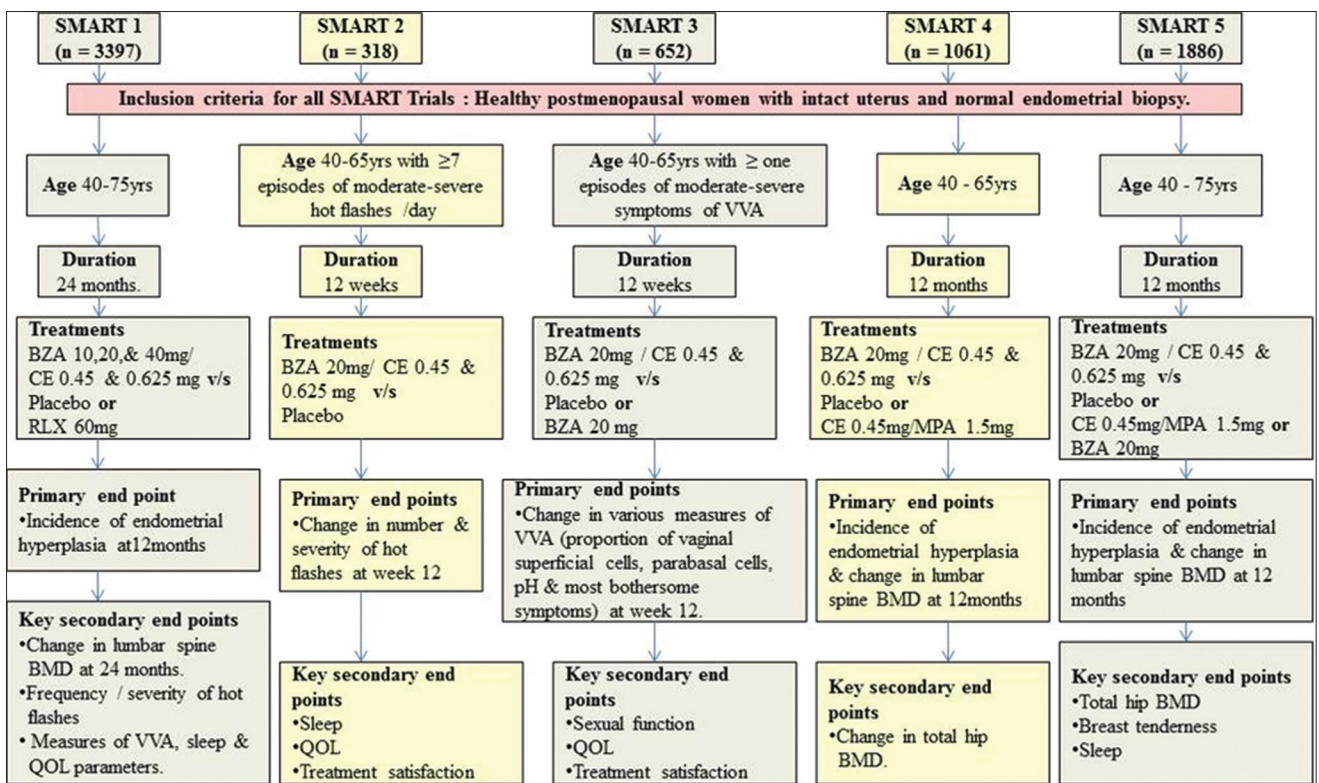 SMART 1
(n = 3397)
SMART 2
(n = 318)
SMART 3
(n = 652)
SMART 4
(n = 1061)
SMART 5
(n = 1886)
Inclusion criteria for all SMART Trials : Healthy postmenopausal women with intact uterus and normal endometrial biopsy.
Age 40-75yrs
Age 40-65yrs with ≥7
episodes of moderate-severe
hot flashes /day
Age 40-65yrs with ≥ one
episodes of moderate-severe
symptoms of VVA
Age 40 - 65yrs
Age 40 - 75yrs
Duration
24 months.
Duration
12 weeks
Duration
12 weeks
Duration
12 months
Duration
12 months
Treatments
BZA 10,20,& 40mg/
CE 0.45 & 0.625 mg v/s
Placebo or
RLX 60mg
Treatments
BZA 20mg/ CE 0.45 &
0.625 mg v/s
Placebo
Treatments
BZA 20mg / CE 0.45 &
0.625 mg v/s
Placebo or
BZA 20 mg
Treatments
BZA 20mg / CE 0.45 &
0.625 mg v/s
Placebo or
CE 0.45mg/MPA 1.5mg
Treatments
BZA 20mg / CE 0.45 &
0.625 mg v/s
Placebo or
CE 0.45mg/MPA 1.5mg or
BZA 20mg
Primary end point
•Incidence of endometrial
hyperplasia at12months
Primary end points
•Change in number &
severity of hot
flashes at week 12
Primary end points
•Change in various measures of
VVA (proportion of vaginal
superficial cells, parabasal cells,
pH & most bothersome
symptoms) at week 12.
Primary end points
•Incidence of
endometrial hyperplasia
& change in lumbar
spine BMD at 12months
Primary end points
•Incidence of endometrial
hyperplasia & change in
lumbar spine BMD at 12
months
Key secondary end points
•Change in lumbar spine
BMD at 24 months.
•Frequency / severity of hot
flashes
• Measures of VVA, sleep &
QOL parameters.
Key secondary end
points
•Sleep
•QOL
•Treatment satisfaction
Key secondary end
points
•Sexual function
•QOL
•Treatment satisfaction
Key secondary end
points
•Change in total hip
BMD.
Key secondary end points
•Total hip BMD
•Breast tenderness
•Sleep